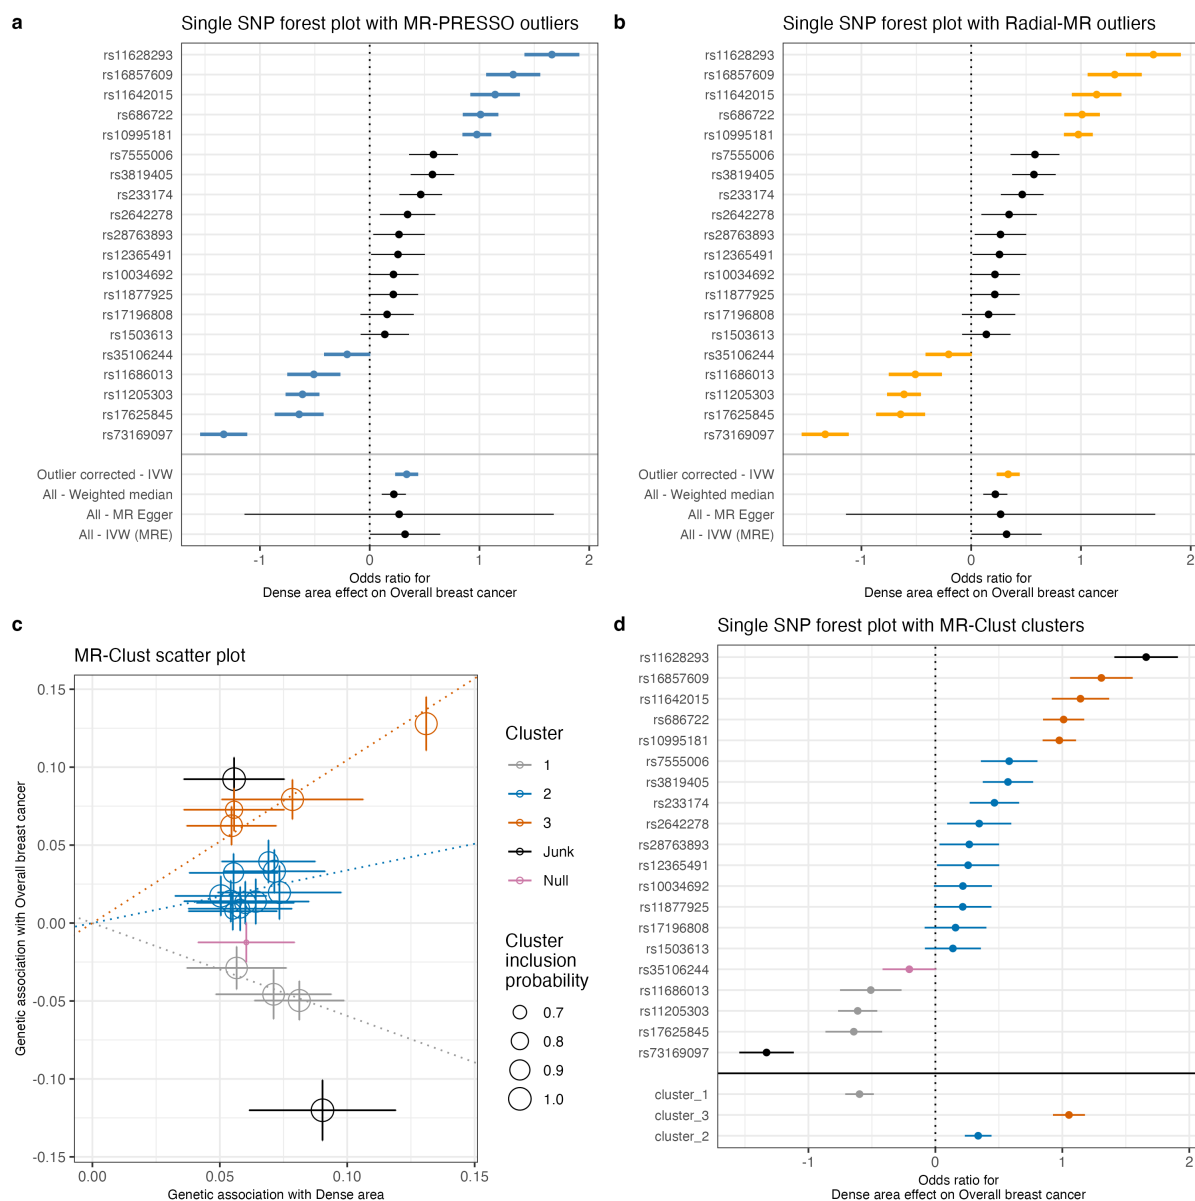 a
Single SNP forest plot with MR-PRESSO outliers
rs11628293
rs16857609
rs11642015
rs686722
rs10995181
rs7555006
rs3819405
rs233174
rs2642278
rs28763893
rs12365491
rs10034692
rs11877925
rs17196808
rs1503613
rs35106244
rs11686013
rs11205303
rs17625845
rs73169097
Outlier corrected - IVW
All - Weighted median
All - MR Egger
All - IVW (MRE)
-1 0 1 2
Odds ratio for
Dense area effect on Overall breast cancer
b
Single SNP forest plot with Radial-MR outliers
rs11628293
rs16857609
rs11642015
rs686722
rs10995181
rs7555006
rs3819405
rs233174
rs2642278
rs28763893
rs12365491
rs10034692
rs11877925
rs17196808
rs1503613
rs35106244
rs11686013
rs11205303
rs17625845
rs73169097
Outlier corrected - IVW
All - Weighted median
All - MR Egger
All - IVW (MRE)
-1 0 1 2
Odds ratio for
Dense area effect on Overall breast cancer
c
MR-Clust scatter plot
Genetic association with Overall breast cancer
0.15
0.10
0.05
0.00
-0.05
-0.10
-0.15
0.00 0.05 0.10 0.15
Genetic association with Dense area
Cluster
1
2
3
Junk
Null
Cluster
inclusion
probability
0.7
0.8
0.9
1.0
d
Single SNP forest plot with MR-Clust clusters
rs11628293
rs16857609
rs11642015
rs686722
rs10995181
rs7555006
rs3819405
rs233174
rs2642278
rs28763893
rs12365491
rs10034692
rs11877925
rs17196808
rs1503613
rs35106244
rs11686013
rs11205303
rs17625845
rs73169097
cluster_1
cluster_3
cluster_2
-1 0 1 2
Odds ratio for
Dense area effect on Overall breast cancer